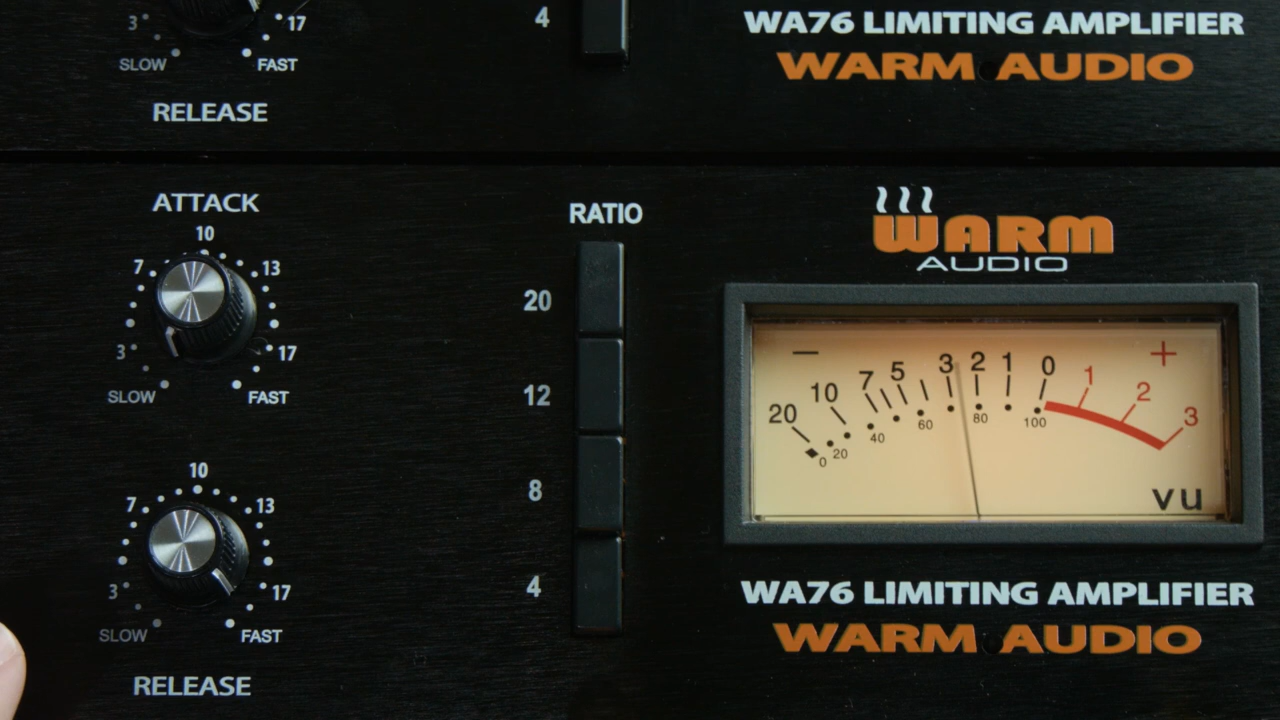 3 17
SLOW FAST
RELEASE
4
WA76 LIMITING AMPLIFIER
WARM AUDIO
ATTACK
10
7 13
3 17
SLOW FAST
10
7 13
3 17
SLOW FAST
RELEASE
RATIO
20
12
8
4
WARM
AUDIO
− +
20 10 7 5 3 2 1 0 1 2 3
0 20 40 60 80 100
VU
WA76 LIMITING AMPLIFIER
WARM AUDIO